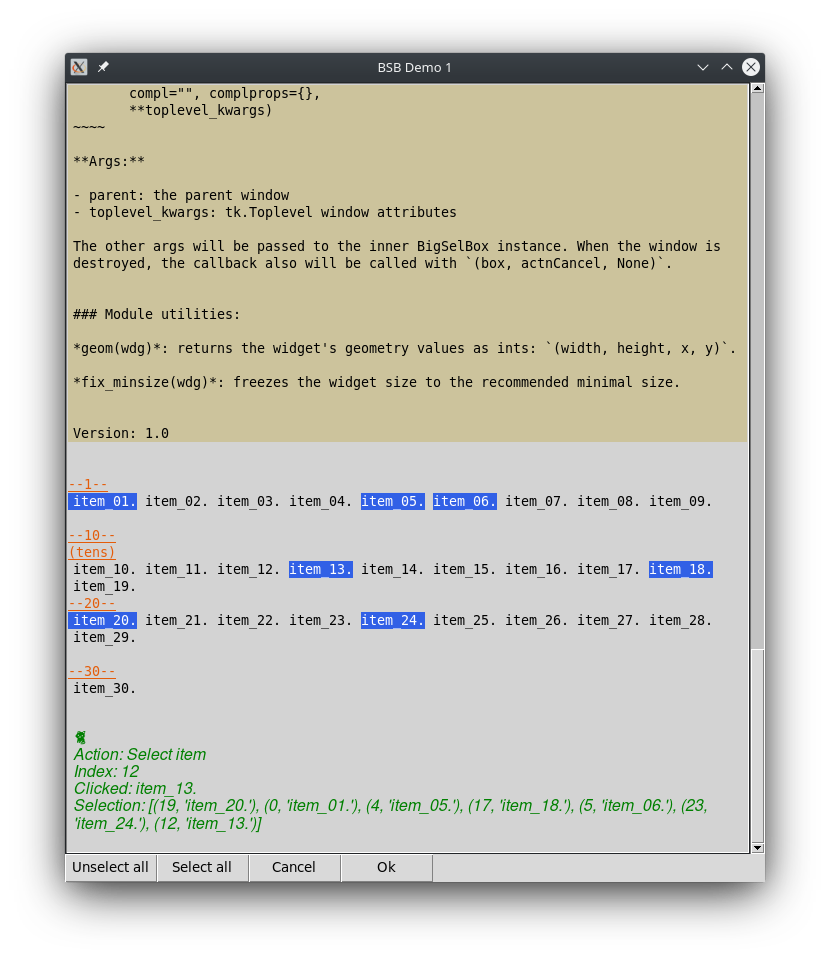 BSB Demo 1
compl="", complprops={},
**toplevel_kwargs)
~~~~
**Args:**
- parent: the parent window
- toplevel_kwargs: tk.Toplevel window attributes
The other args will be passed to the inner BigSelBox instance. When the window is
destroyed, the callback also will be called with `(box, actnCancel, None)`.
### Module utilities:
*geom(wdg)*: returns the widget's geometry values as ints: `(width, height, x, y)`.
*fix_minsize(wdg)*: freezes the widget size to the recommended minimal size.
Version: 1.0
--1--
item_01. item_02. item_03. item_04. item_05. item_06. item_07. item_08. item_09.
--10--
(tens)
item_10. item_11. item_12. item_13. item_14. item_15. item_16. item_17. item_18.
item_19.
--20--
item_20. item_21. item_22. item_23. item_24. item_25. item_26. item_27. item_28.
item_29.
--30--
item_30.
Action: Select item
Index: 12
Clicked: item_13.
Selection: [(19, 'item_20.'), (0, 'item_01.'), (4, 'item_05.'), (17, 'item_18.'), (5, 'item_06.'), (23,
'item_24.'), (12, 'item_13.')]
Unselect all Select all Cancel Ok